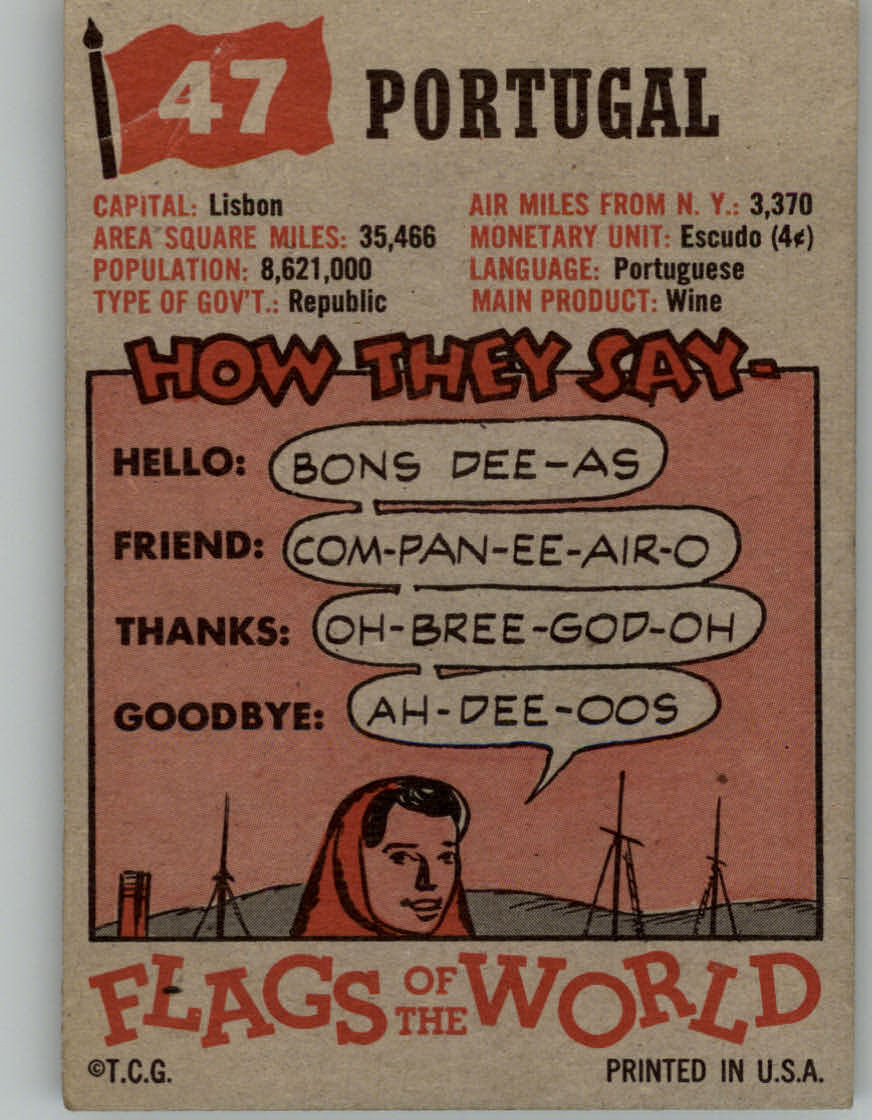 47 PORTUGAL
CAPITAL: Lisbon
AREA SQUARE MILES: 35,466
POPULATION: 8,621,000
TYPE OF GOV'T.: Republic
AIR MILES FROM N. Y.: 3,370
MONETARY UNIT: Escudo (4¢)
LANGUAGE: Portuguese
MAIN PRODUCT: Wine
HOW THEY SAY-
HELLO: BONS DEE-AS
FRIEND: COM-PAN-EE-AIR-O
THANKS: OH-BREE-GOD-OH
GOODBYE: AH-DEE-OOS
FLAGS OF THE WORLD
©T.C.G. PRINTED IN U.S.A.